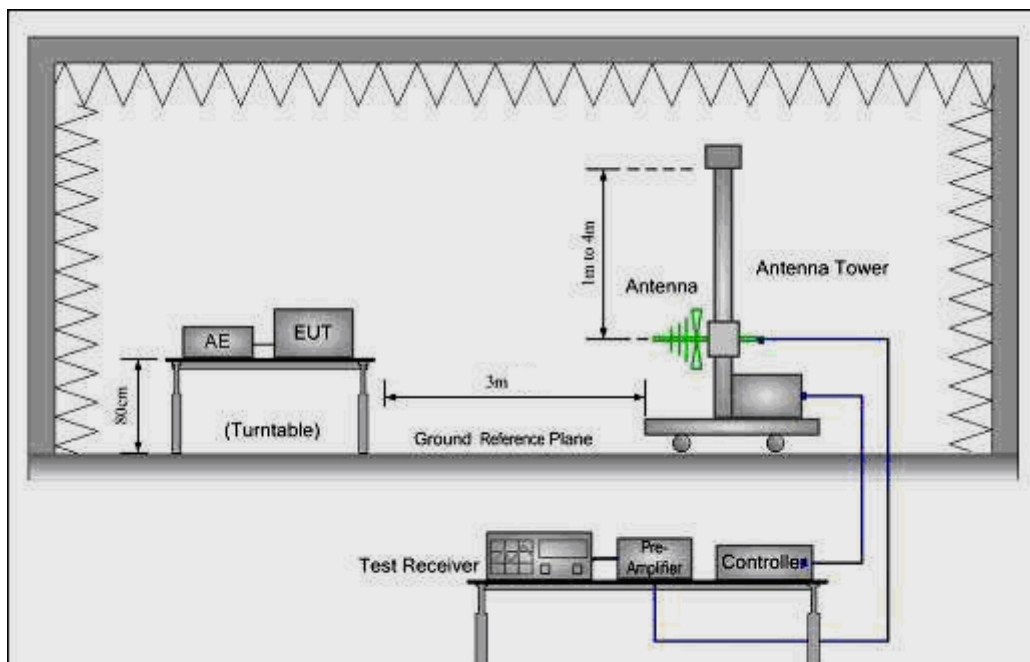 1m to 4m
Antenna Tower
Antenna
AE
EUT
3m
80cm
(Turntable)
Ground Reference Plane
Test Receiver
Pre-
Amplifier
Controller